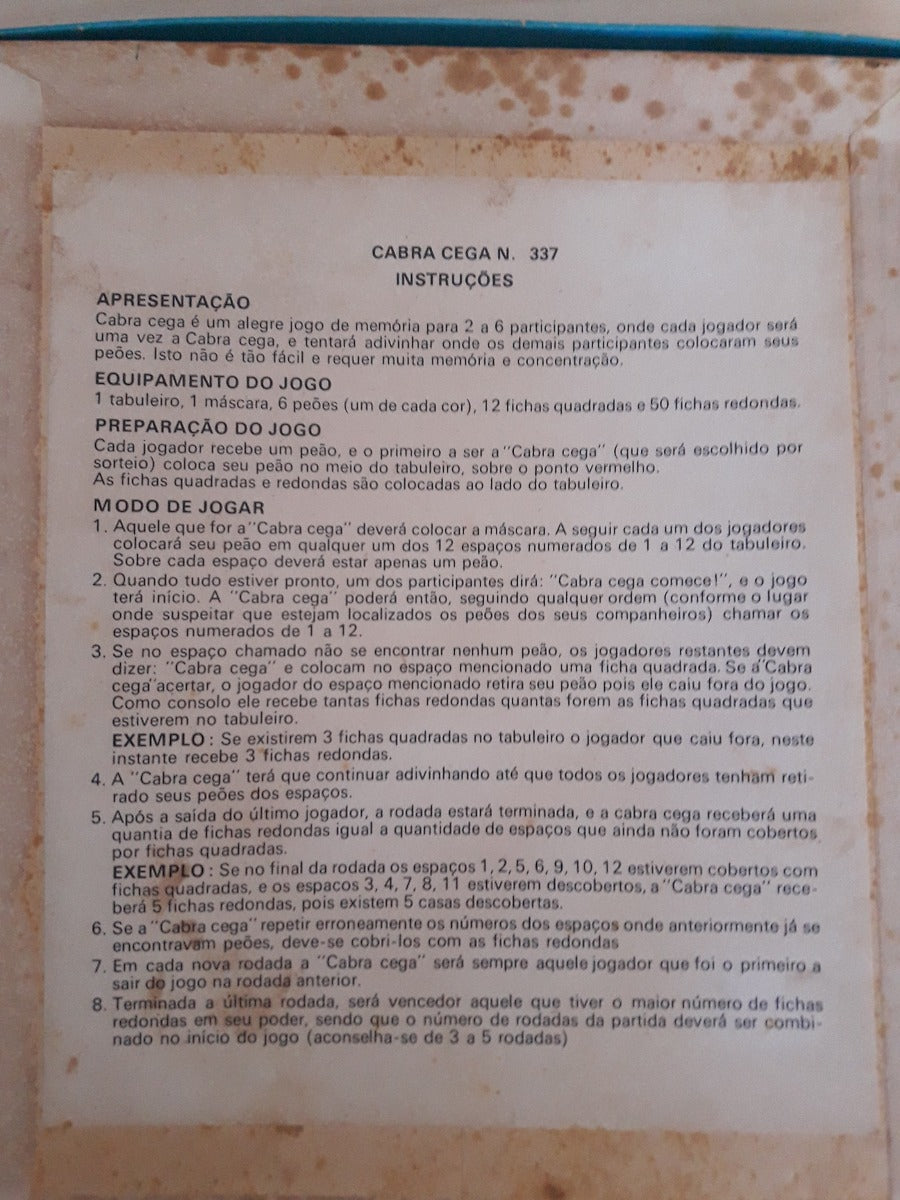 CABRA CEGA N. 337
INSTRUÇÕES
APRESENTAÇÃO
Cabra cega é um alegre jogo de memória para 2 a 6 participantes, onde cada jogador será
uma vez a Cabra cega, e tentará adivinhar onde os demais participantes colocaram seus
peões. Isto não é tão fácil e requer muita memória e concentração.
EQUIPAMENTO DO JOGO
1 tabuleiro, 1 máscara, 6 peões (um de cada cor), 12 fichas quadradas e 50 fichas redondas.
PREPARAÇÃO DO JOGO
Cada jogador recebe um peão, e o primeiro a ser a "Cabra cega" (que será escolhido por
sorteio) coloca seu peão no meio do tabuleiro, sobre o ponto vermelho.
As fichas quadradas e redondas são colocadas ao lado do tabuleiro.
MODO DE JOGAR
1. Aquele que for a "Cabra cega" deverá colocar a máscara. A seguir cada um dos jogadores
colocará seu peão em qualquer um dos 12 espaços numerados de 1 a 12 do tabuleiro.
Sobre cada espaço deverá estar apenas um peão.
2. Quando tudo estiver pronto, um dos participantes dirá: "Cabra cega comece!", e o jogo
terá início. A "Cabra cega" poderá então, seguindo qualquer ordem (conforme o lugar
onde suspeitar que estejam localizados os peões dos seus companheiros) chamar os
espaços numerados de 1 a 12.
3. Se no espaço chamado não se encontrar nenhum peão, os jogadores restantes devem
dizer: "Cabra cega" e colocam no espaço mencionado uma ficha quadrada. Se a "Cabra
cega" acertar, o jogador do espaço mencionado retira seu peão pois ele caiu fora do jogo.
Como consolo ele recebe tantas fichas redondas quantas forem as fichas quadradas que
estiverem no tabuleiro.
EXEMPLO : Se existirem 3 fichas quadradas no tabuleiro o jogador que caiu fora, neste
instante recebe 3 fichas redondas.
4. A "Cabra cega" terá que continuar adivinhando até que todos os jogadores tenham reti-
rado seus peões dos espaços.
5. Após a saída do último jogador, a rodada estará terminada, e a cabra cega receberá uma
quantia de fichas redondas igual a quantidade de espaços que ainda não foram cobertos
por fichas quadradas.
EXEMPLO : Se no final da rodada os espaços 1, 2, 5, 6, 9, 10, 12 estiverem cobertos com
fichas quadradas, e os espacos 3, 4, 7, 8, 11 estiverem descobertos, a "Cabra cega" rece-
berá 5 fichas redondas, pois existem 5 casas descobertas.
6. Se a "Cabra cega" repetir erroneamente os números dos espaços onde anteriormente já se
encontravam peões, deve-se cobri-los com as fichas redondas
7. Em cada nova rodada a "Cabra cega" será sempre aquele jogador que foi o primeiro a
sair do jogo na rodada anterior.
8. Terminada a última rodada, será vencedor aquele que tiver o maior número de fichas
redondas em seu poder, sendo que o número de rodadas da partida deverá ser combi-
nado no início do jogo (aconselha-se de 3 a 5 rodadas)